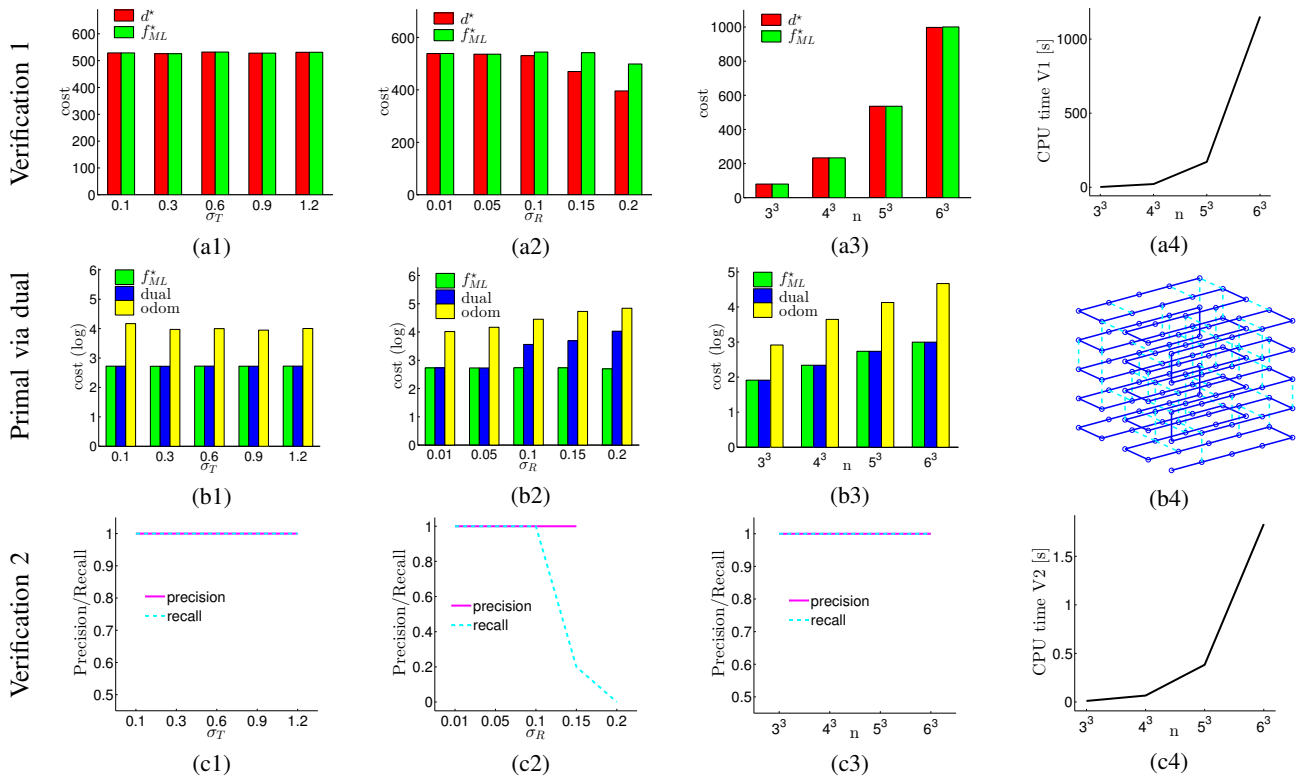 Verification 1
cost
600
500
400
300
200
100
0
d⋆
f⋆ML
0.1 0.3 0.6 0.9 1.2
σT
(a1)
cost
600
400
200
0
d⋆
f⋆ML
0.01 0.05 0.1 0.15 0.2
σR
(a2)
cost
1000
800
600
400
200
0
d⋆
f⋆ML
3³ 4³ 5³ 6³
n
(a3)
CPU time V1 [s]
1000
500
0
3³ 4³ 5³ 6³
n
(a4)
Primal via dual
cost (log)
6
5
4
3
2
1
0
f⋆ML
dual
odom
0.1 0.3 0.6 0.9 1.2
σT
(b1)
cost (log)
6
5
4
3
2
1
0
f⋆ML
dual
odom
0.01 0.05 0.1 0.15 0.2
σR
(b2)
cost (log)
5
4
3
2
1
0
f⋆ML
dual
odom
3³ 4³ 5³ 6³
n
(b3)
(b4)
Verification 2
Precision/Recall
1
0.9
0.8
0.7
0.6
0.5
precision
recall
0.1 0.3 0.6 0.9 1.2
σT
(c1)
Precision/Recall
1
0.8
0.6
0.4
0.2
0
precision
recall
0.01 0.05 0.1 0.15 0.2
σR
(c2)
Precision/Recall
1
0.9
0.8
0.7
0.6
0.5
precision
recall
3³ 4³ 5³ 6³
n
(c3)
CPU time V2 [s]
1.5
1
0.5
0
3³ 4³ 5³ 6³
n
(c4)